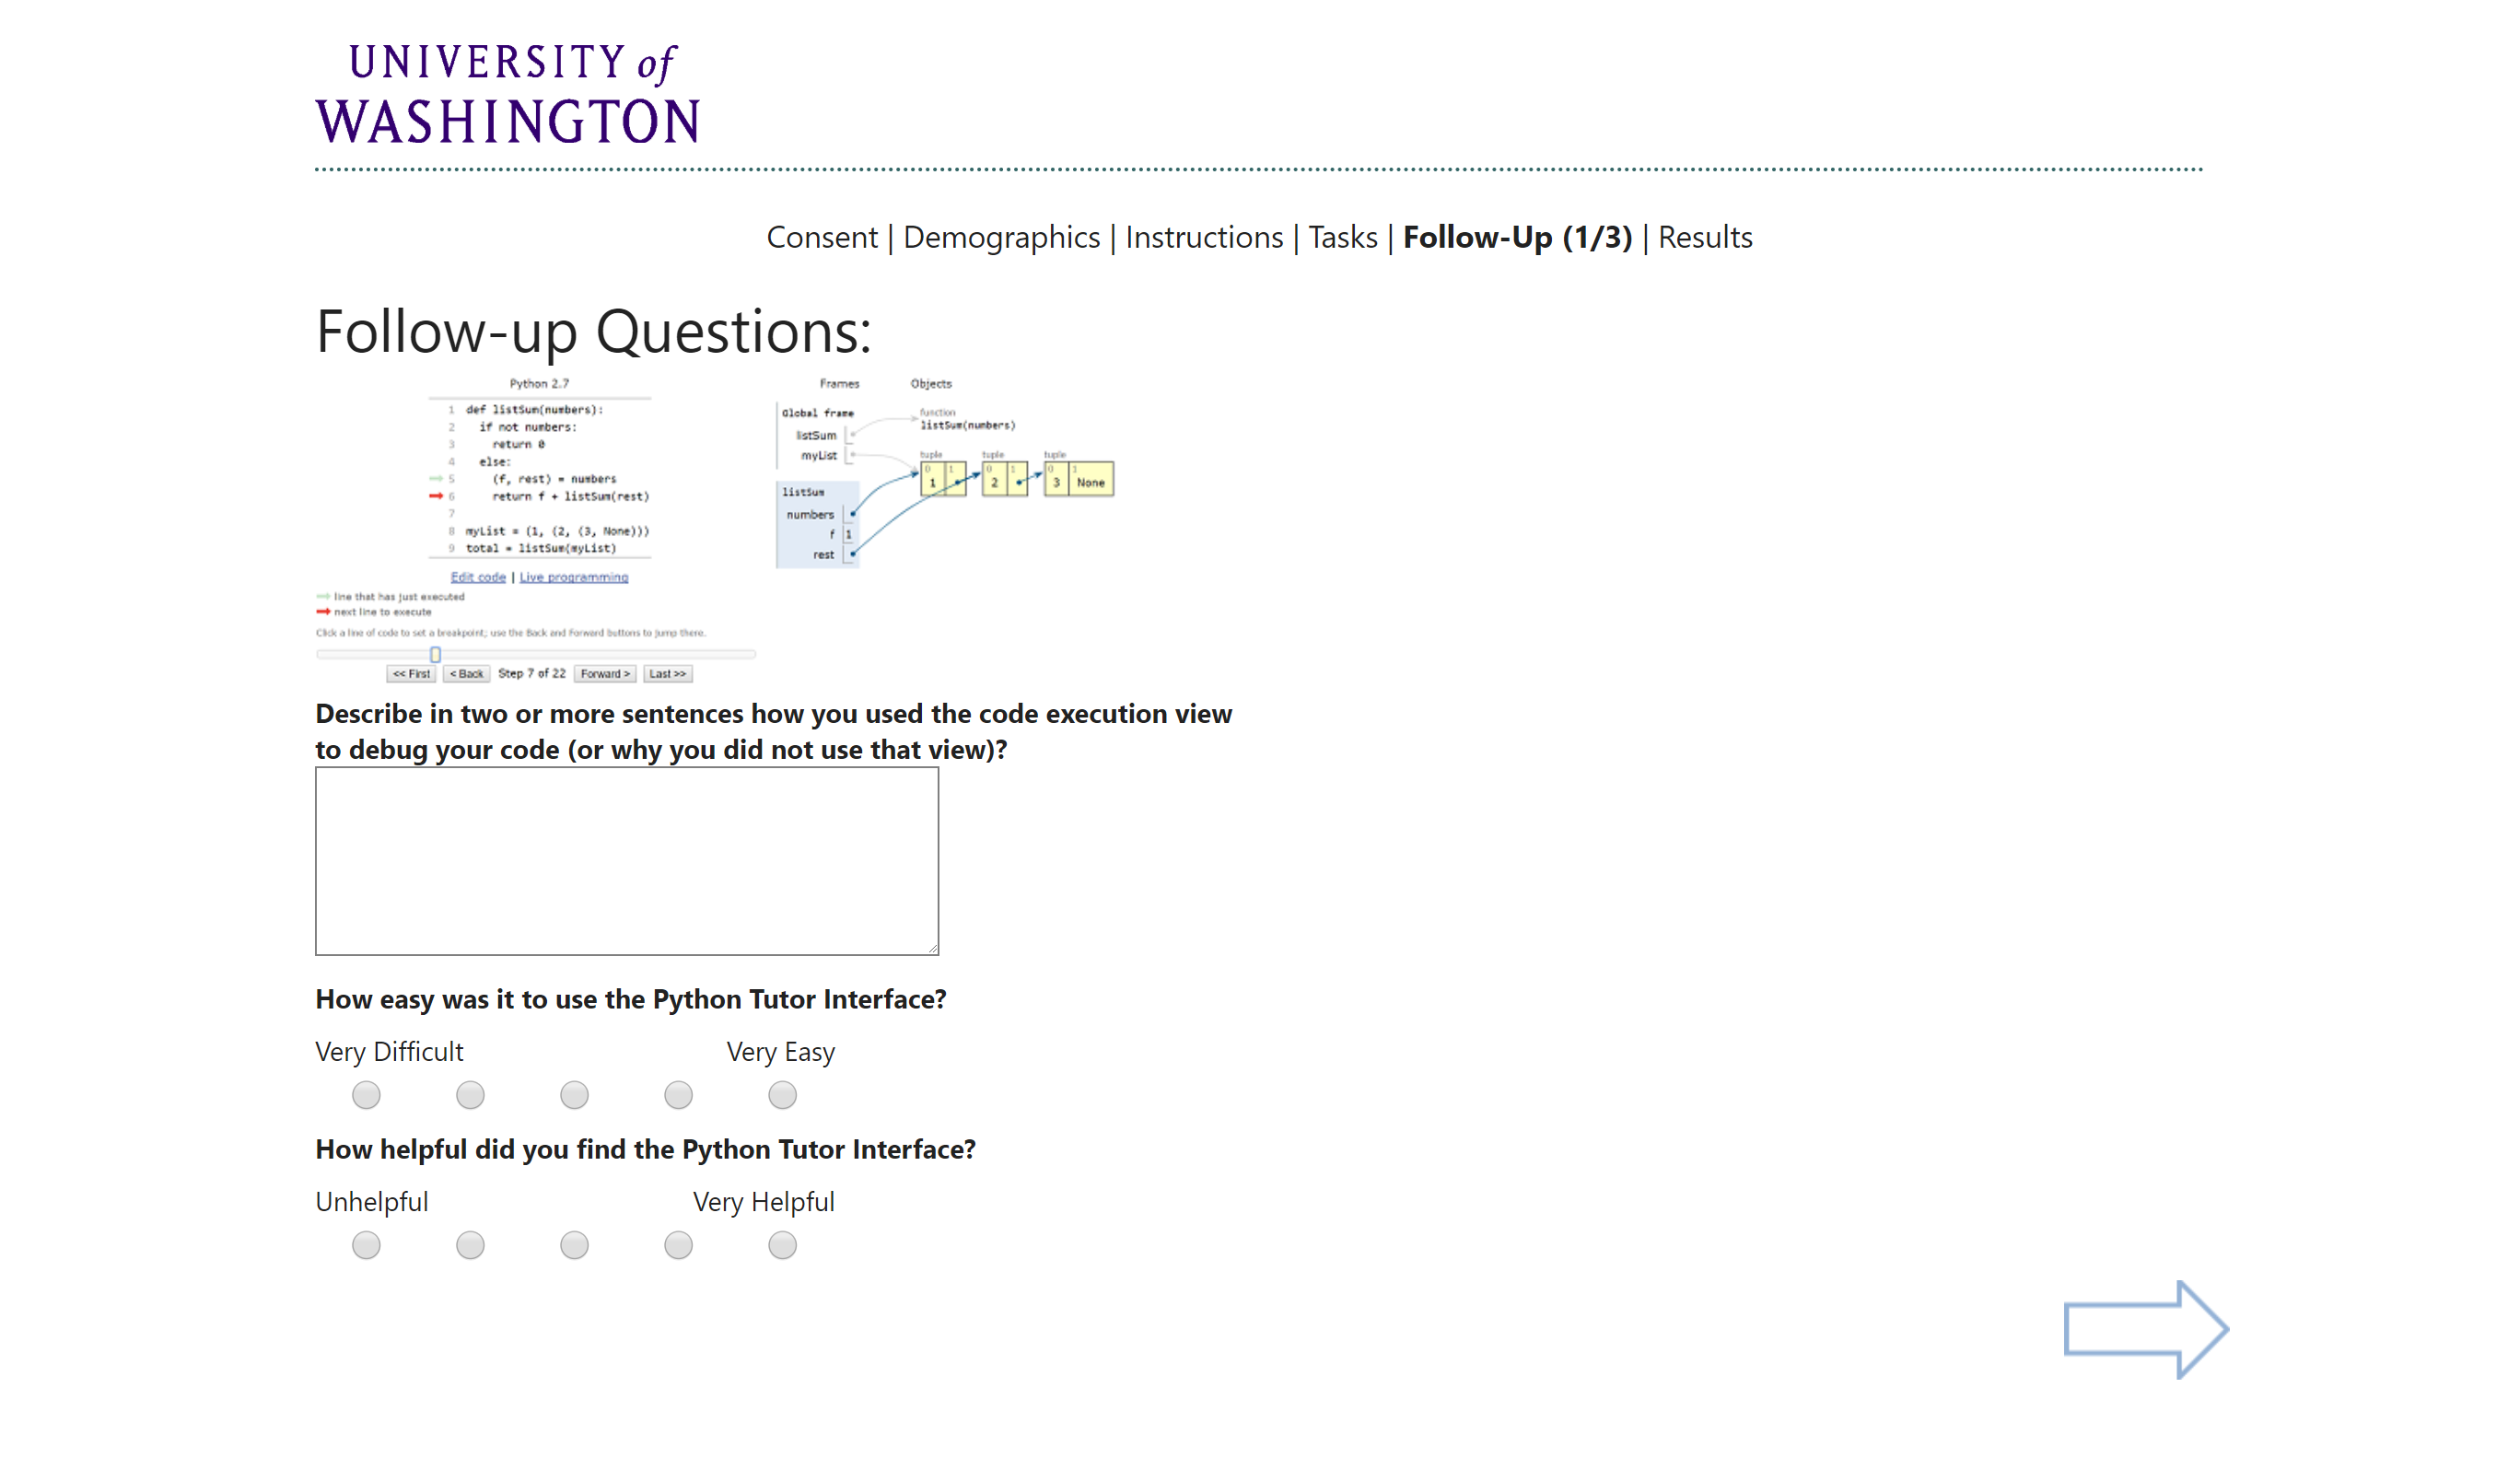 UNIVERSITY of
WASHINGTON
Consent | Demographics | Instructions | Tasks | Follow-Up (1/3) | Results
Follow-up Questions:
Python 2.7
1 def listSum(numbers):
2 if not numbers:
3 return 0
4 else:
5 (f, rest) = numbers
6 return f + listSum(rest)
7
8 myList = (1, (2, (3, None)))
9 total = listSum(myList)
Edit code | Live programming
line that has just executed
next line to execute
Click a line of code to set a breakpoint; use the Back and Forward buttons to jump there.
<< First < Back Step 7 of 22 Forward > Last >>
Frames Objects
Global frame
listSum
myList
function
listSum(numbers)
tuple tuple tuple
0 1 0 1 0 1
1 2 3 None
listSum
numbers
f 1
rest
Describe in two or more sentences how you used the code execution view
to debug your code (or why you did not use that view)?
How easy was it to use the Python Tutor Interface?
Very Difficult Very Easy
How helpful did you find the Python Tutor Interface?
Unhelpful Very Helpful